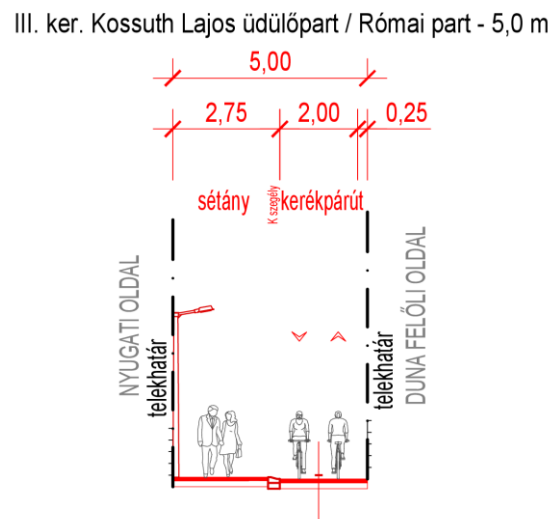 III. ker. Kossuth Lajos üdülőpart / Római part - 5,0 m
5,00
2,75 2,00 0,25
sétány K szegély kerékpárút
NYUGATI OLDAL
telekhatár
telekhatár
DUNA FELŐLI OLDAL